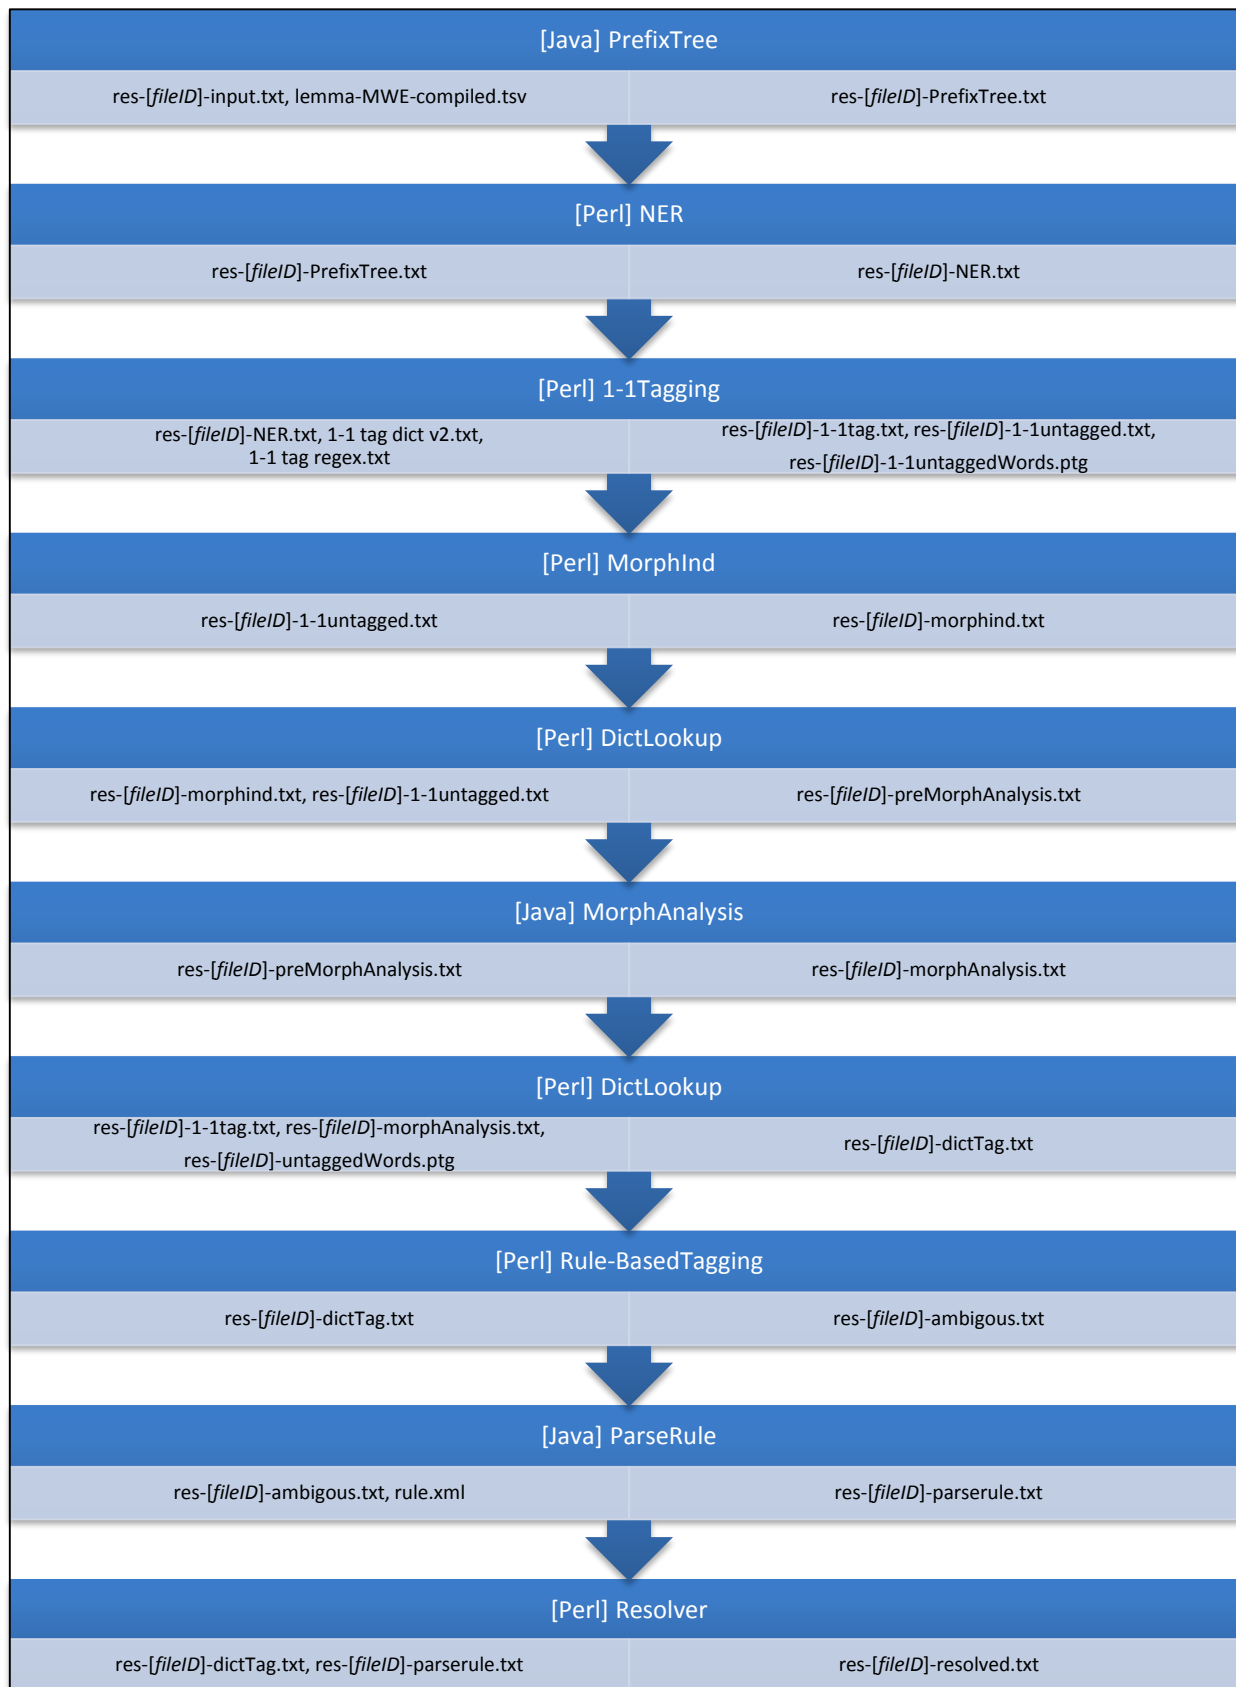 [Java] PrefixTree
res-[fileID]-input.txt, lemma-MWE-compiled.tsv
res-[fileID]-PrefixTree.txt
[Perl] NER
res-[fileID]-PrefixTree.txt
res-[fileID]-NER.txt
[Perl] 1-1Tagging
res-[fileID]-NER.txt, 1-1 tag dict v2.txt,
1-1 tag regex.txt
res-[fileID]-1-1tag.txt, res-[fileID]-1-1untagged.txt,
res-[fileID]-1-1untaggedWords.ptg
[Perl] MorphInd
res-[fileID]-1-1untagged.txt
res-[fileID]-morphind.txt
[Perl] DictLookup
res-[fileID]-morphind.txt, res-[fileID]-1-1untagged.txt
res-[fileID]-preMorphAnalysis.txt
[Java] MorphAnalysis
res-[fileID]-preMorphAnalysis.txt
res-[fileID]-morphAnalysis.txt
[Perl] DictLookup
res-[fileID]-1-1tag.txt, res-[fileID]-morphAnalysis.txt,
res-[fileID]-untaggedWords.ptg
res-[fileID]-dictTag.txt
[Perl] Rule-BasedTagging
res-[fileID]-dictTag.txt
res-[fileID]-ambigous.txt
[Java] ParseRule
res-[fileID]-ambigous.txt, rule.xml
res-[fileID]-parserule.txt
[Perl] Resolver
res-[fileID]-dictTag.txt, res-[fileID]-parserule.txt
res-[fileID]-resolved.txt